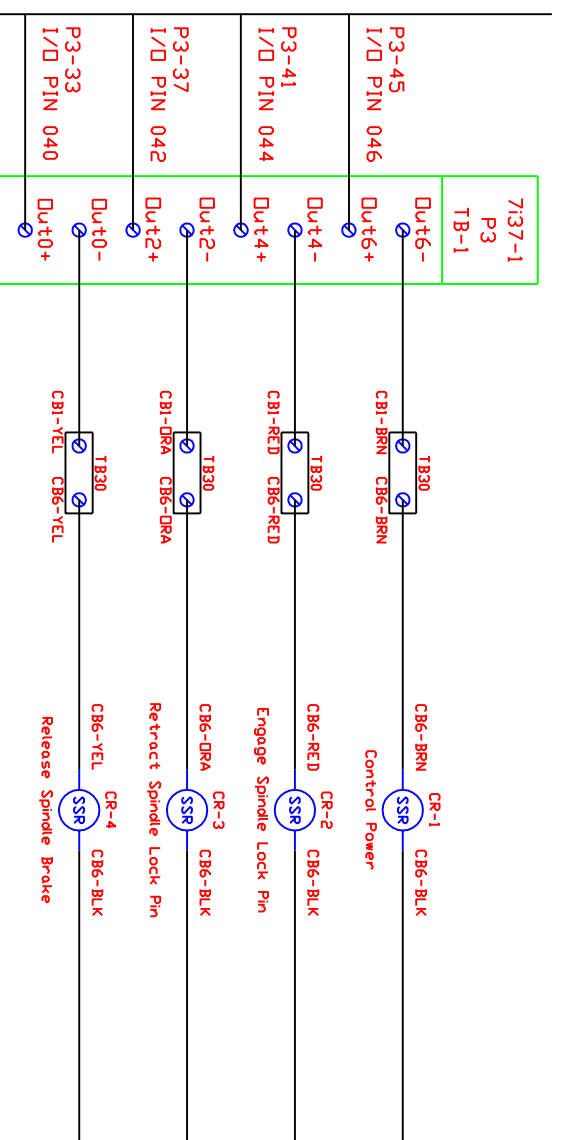 7i37-1
P3
TB-1
P3-45
I/O PIN 046
Out6-
Out6+
CB1-BRN
CB6-BRN
TB30
CB6-BRN
CR-1
SSR
CB6-BLK
Control Power
P3-41
I/O PIN 044
Out4-
Out4+
CB1-RED
CB6-RED
TB30
CB6-RED
CR-2
SSR
CB6-BLK
Engage Spindle Lock Pin
P3-37
I/O PIN 042
Out2-
Out2+
CB1-ORA
CB6-ORA
TB30
CB6-ORA
CR-3
SSR
CB6-BLK
Retract Spindle Lock Pin
P3-33
I/O PIN 040
Out0-
Out0+
CB1-YEL
CB6-YEL
TB30
CB6-YEL
CR-4
SSR
CB6-BLK
Release Spindle Brake